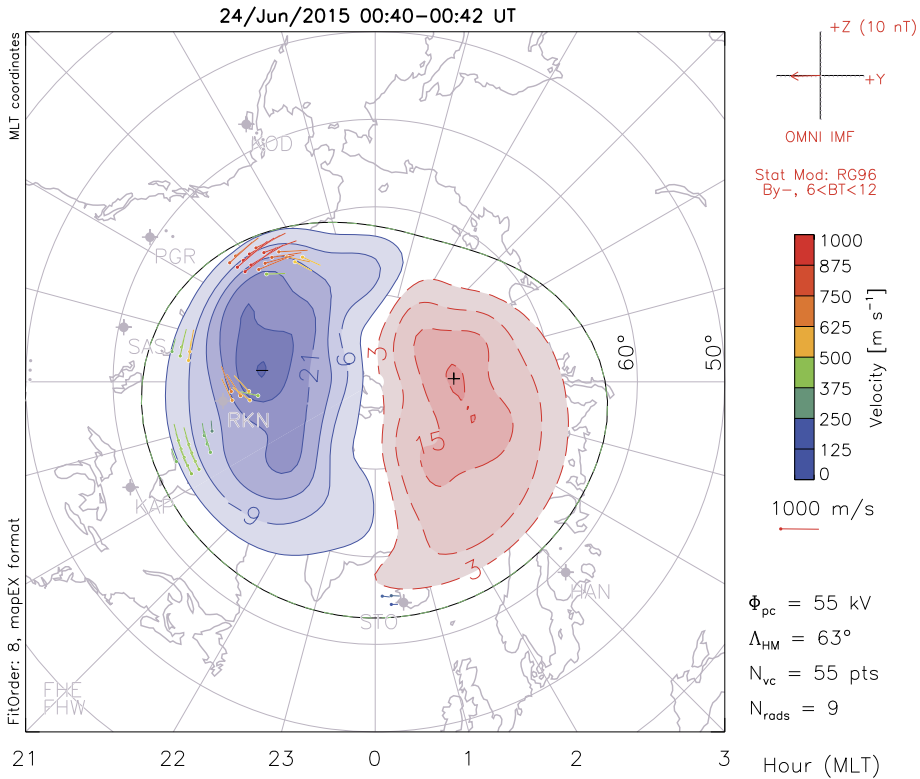 24/Jun/2015 00:40-00:42 UT
MLT coordinates
+Z (10 nT)
+Y
OMNI IMF
Stat Mod: RG96
By-, 6<BT<12
KOD
PGR
SAS
RKN
KAP
STO
HAN
FHE
FHW
21
6
9
3
15
3
-
+
60°
50°
1000
875
750
625
500
375
250
125
0
Velocity [m s⁻¹]
1000 m/s
Φpc = 55 kV
ΛHM = 63°
Nvc = 55 pts
Nrads = 9
FitOrder: 8, mapEX format
21 22 23 0 1 2 3
Hour (MLT)